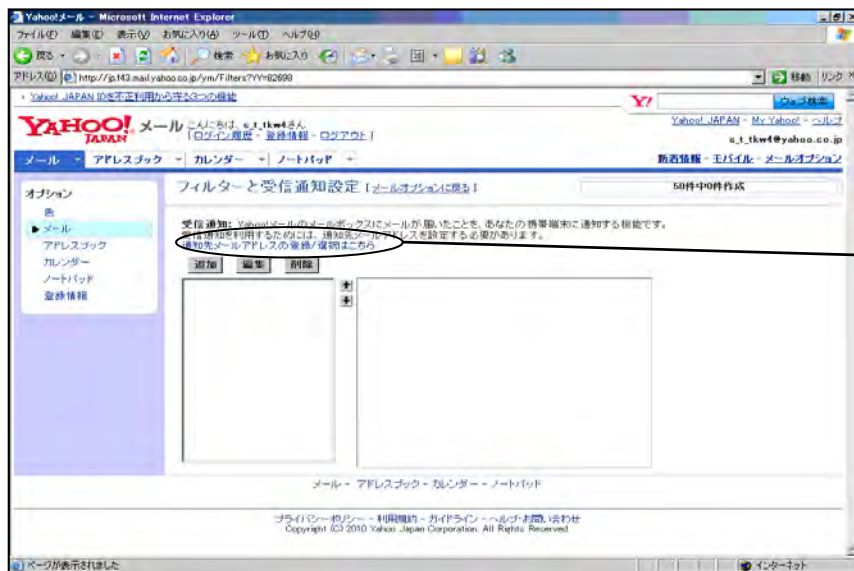 Yahoo!メール - Microsoft Internet Explorer
ファイル(F) 編集(E) 表示(V) お気に入り(A) ツール(T) ヘルプ(H)
戻る 検索 お気に入り
アドレス(D) http://jp.f43.mail.yahoo.co.jp/ym/Filters?YY=82698 移動 リンク
Yahoo! JAPAN IDを不正利用から守る3つの機能
Y! ウェブ検索
YAHOO! JAPAN メール こんにちは、s_t_tkw4さん
[ログイン履歴 - 登録情報 - ログアウト]
Yahoo! JAPAN - My Yahoo! - ヘルプ
s_t_tkw4@yahoo.co.jp
メール アドレスブック カレンダー ノートパッド 新着情報 - モバイル - メールオプション
オプション
色
メール
アドレスブック
カレンダー
ノートパッド
登録情報
フィルターと受信通知設定 [メールオプションに戻る]
50件中0件作成
受信通知: Yahoo!メールのメールボックスにメールが届いたことを、あなたの携帯端末に通知する機能です。
受信通知を利用するためには、通知先メールアドレスを設定する必要があります。
通知先メールアドレスの登録/選択はこちら
追加 編集 削除
メール - アドレスブック - カレンダー - ノートパッド
プライバシーポリシー - 利用規約 - ガイドライン - ヘルプ・お問い合わせ
Copyright (C) 2010 Yahoo Japan Corporation. All Rights Reserved.
ページが表示されました インターネット